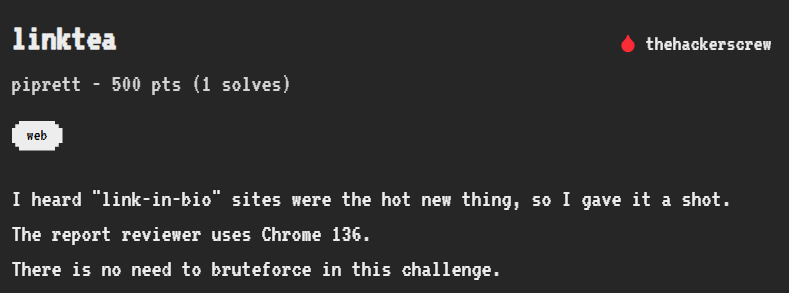 linktea
thehackerscrew
piprett - 500 pts (1 solves)
web
I heard "link-in-bio" sites were the hot new thing, so I gave it a shot.
The report reviewer uses Chrome 136.
There is no need to bruteforce in this challenge.